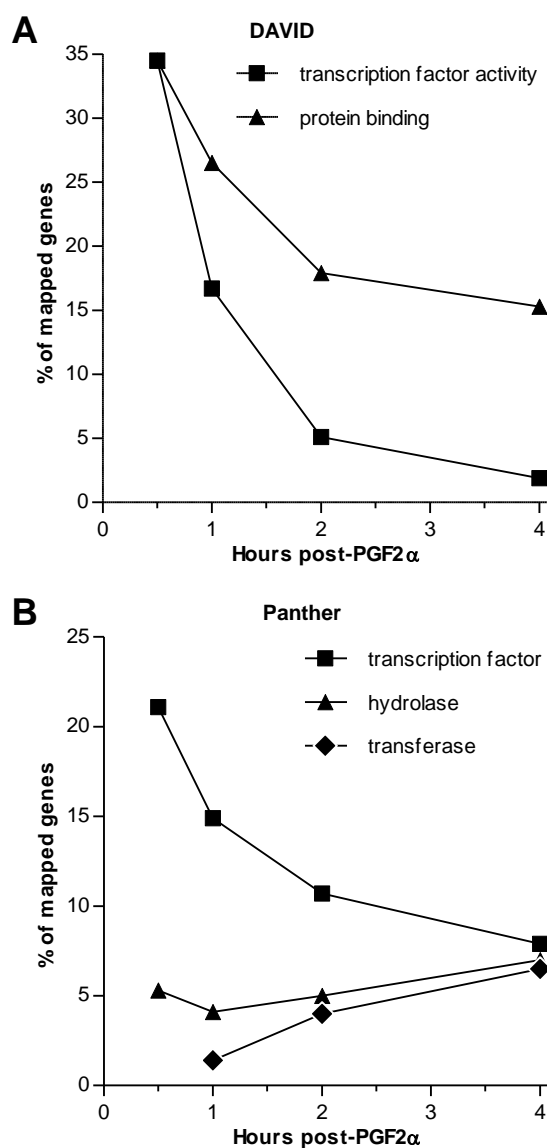 A
DAVID
transcription factor activity
protein binding
% of mapped genes
35
30
25
20
15
10
5
0
0 1 2 3 4
Hours post-PGF2α
B
Panther
transcription factor
hydrolase
transferase
% of mapped genes
25
20
15
10
5
0
0 1 2 3 4
Hours post-PGF2α